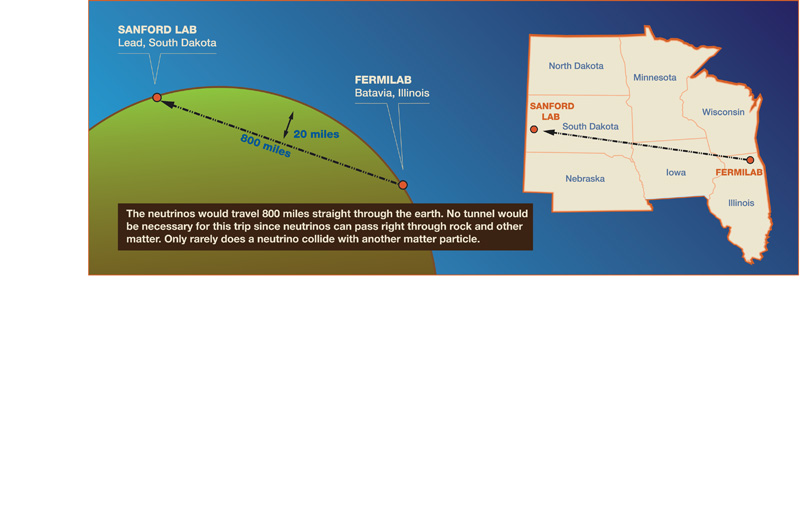 SANFORD LAB
Lead, South Dakota
FERMILAB
Batavia, Illinois
20 miles
800 miles
The neutrinos would travel 800 miles straight through the earth. No tunnel would
be necessary for this trip since neutrinos can pass right through rock and other
matter. Only rarely does a neutrino collide with another matter particle.
North Dakota
Minnesota
Wisconsin
SANFORD
LAB
South Dakota
FERMILAB
Iowa
Nebraska
Illinois